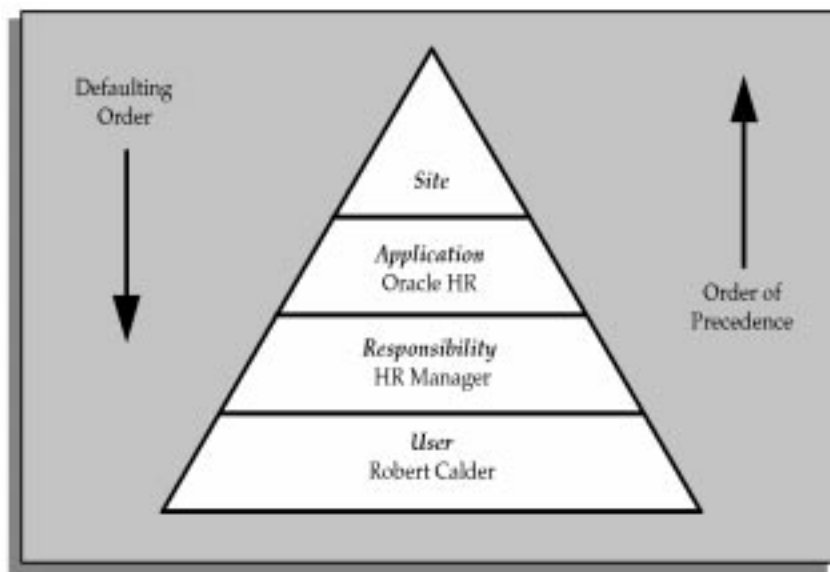 Defaulting
Order
Site
Application
Oracle HR
Order of
Precedence
Responsibility
HR Manager
User
Robert Calder